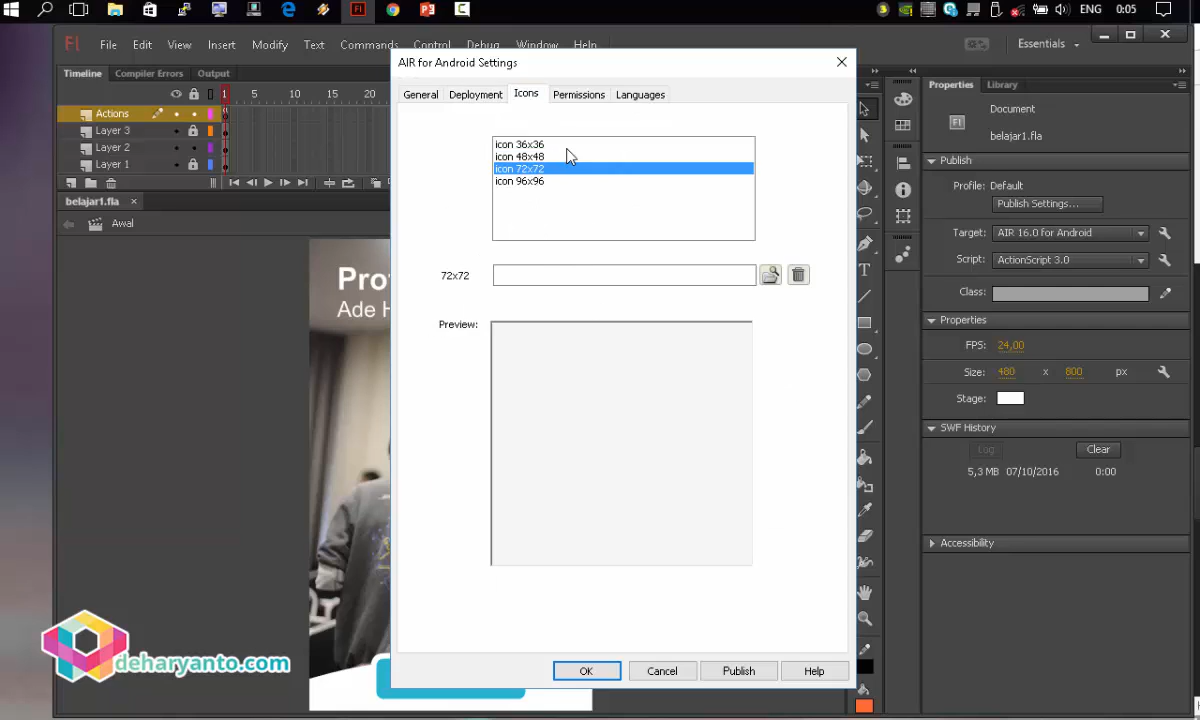 ENG 0:05
Fl File Edit View Insert Modify Text Commands Control Debug Window Help Essentials
Timeline Compiler Errors Output
1 5 10 15 20
Actions
Layer 3
Layer 2
Layer 1
belajar1.fla ×
Awal
Ade H
AIR for Android Settings
General Deployment Icons Permissions Languages
icon 36x36
icon 48x48
icon 72x72
icon 96x96
72x72
Preview:
OK Cancel Publish Help
Properties Library
Fl Document
belajar1.fla
Publish
Profile: Default
Publish Settings...
Target: AIR 16.0 for Android
Script: ActionScript 3.0
Class:
Properties
FPS: 24,00
Size: 480 x 800 px
Stage:
SWF History
Log Clear
5,3 MB 07/10/2016 0:00
Accessibility
deharyanto.com